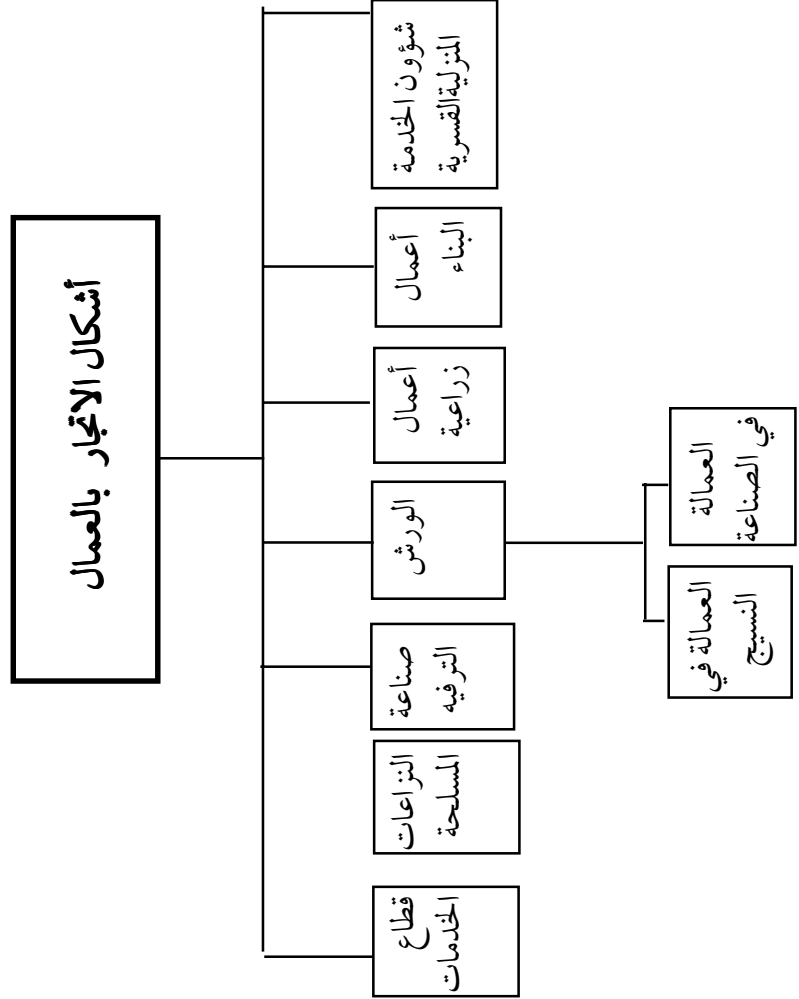 أشكال الاتجار بالعمال
شؤون الخدمة
المنزلية القسرية
أعمال
البناء
أعمال
زراعية
الورش
صناعة
الترفيه
النزاعات
المسلحة
قطاع
الخدمات
العمالة
في الصناعة
العمالة في
النسيج